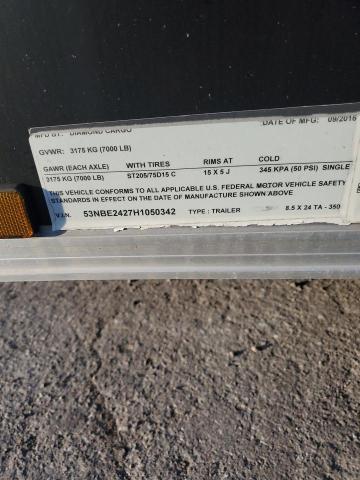 MFD BY: DIAMOND CARGO DATE OF MFG: 09/2016
GVWR: 3175 KG (7000 LB)
GAWR (EACH AXLE) WITH TIRES RIMS AT COLD
3175 KG (7000 LB) ST205/75D15 C 15 X 5 J 345 KPA (50 PSI) SINGLE
THIS VEHICLE CONFORMS TO ALL APPLICABLE U.S. FEDERAL MOTOR VEHICLE SAFETY
STANDARDS IN EFFECT ON THE DATE OF MANUFACTURE SHOWN ABOVE
V.I.N. 53NBE2427H1050342 TYPE : TRAILER 8.5 X 24 TA - 350